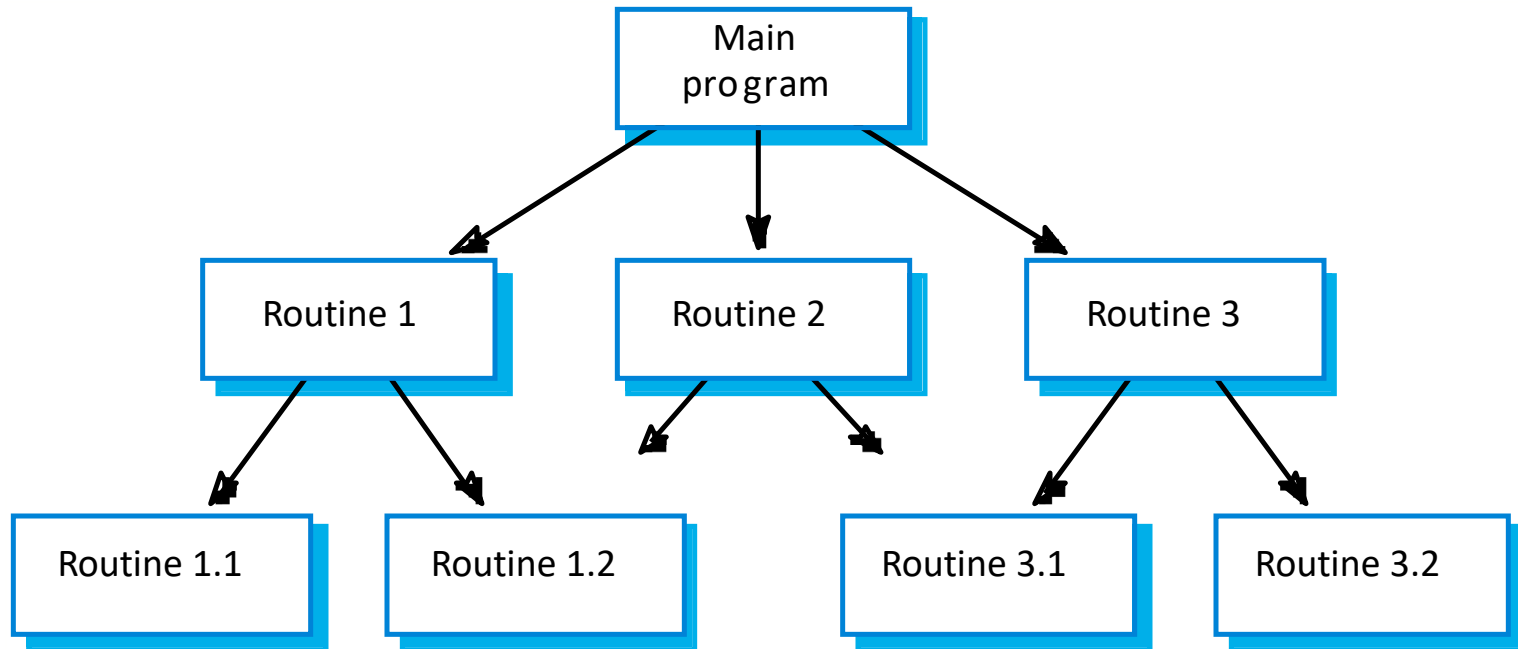 Main
program
Routine 1
Routine 2
Routine 3
Routine 1.1
Routine 1.2
Routine 3.1
Routine 3.2